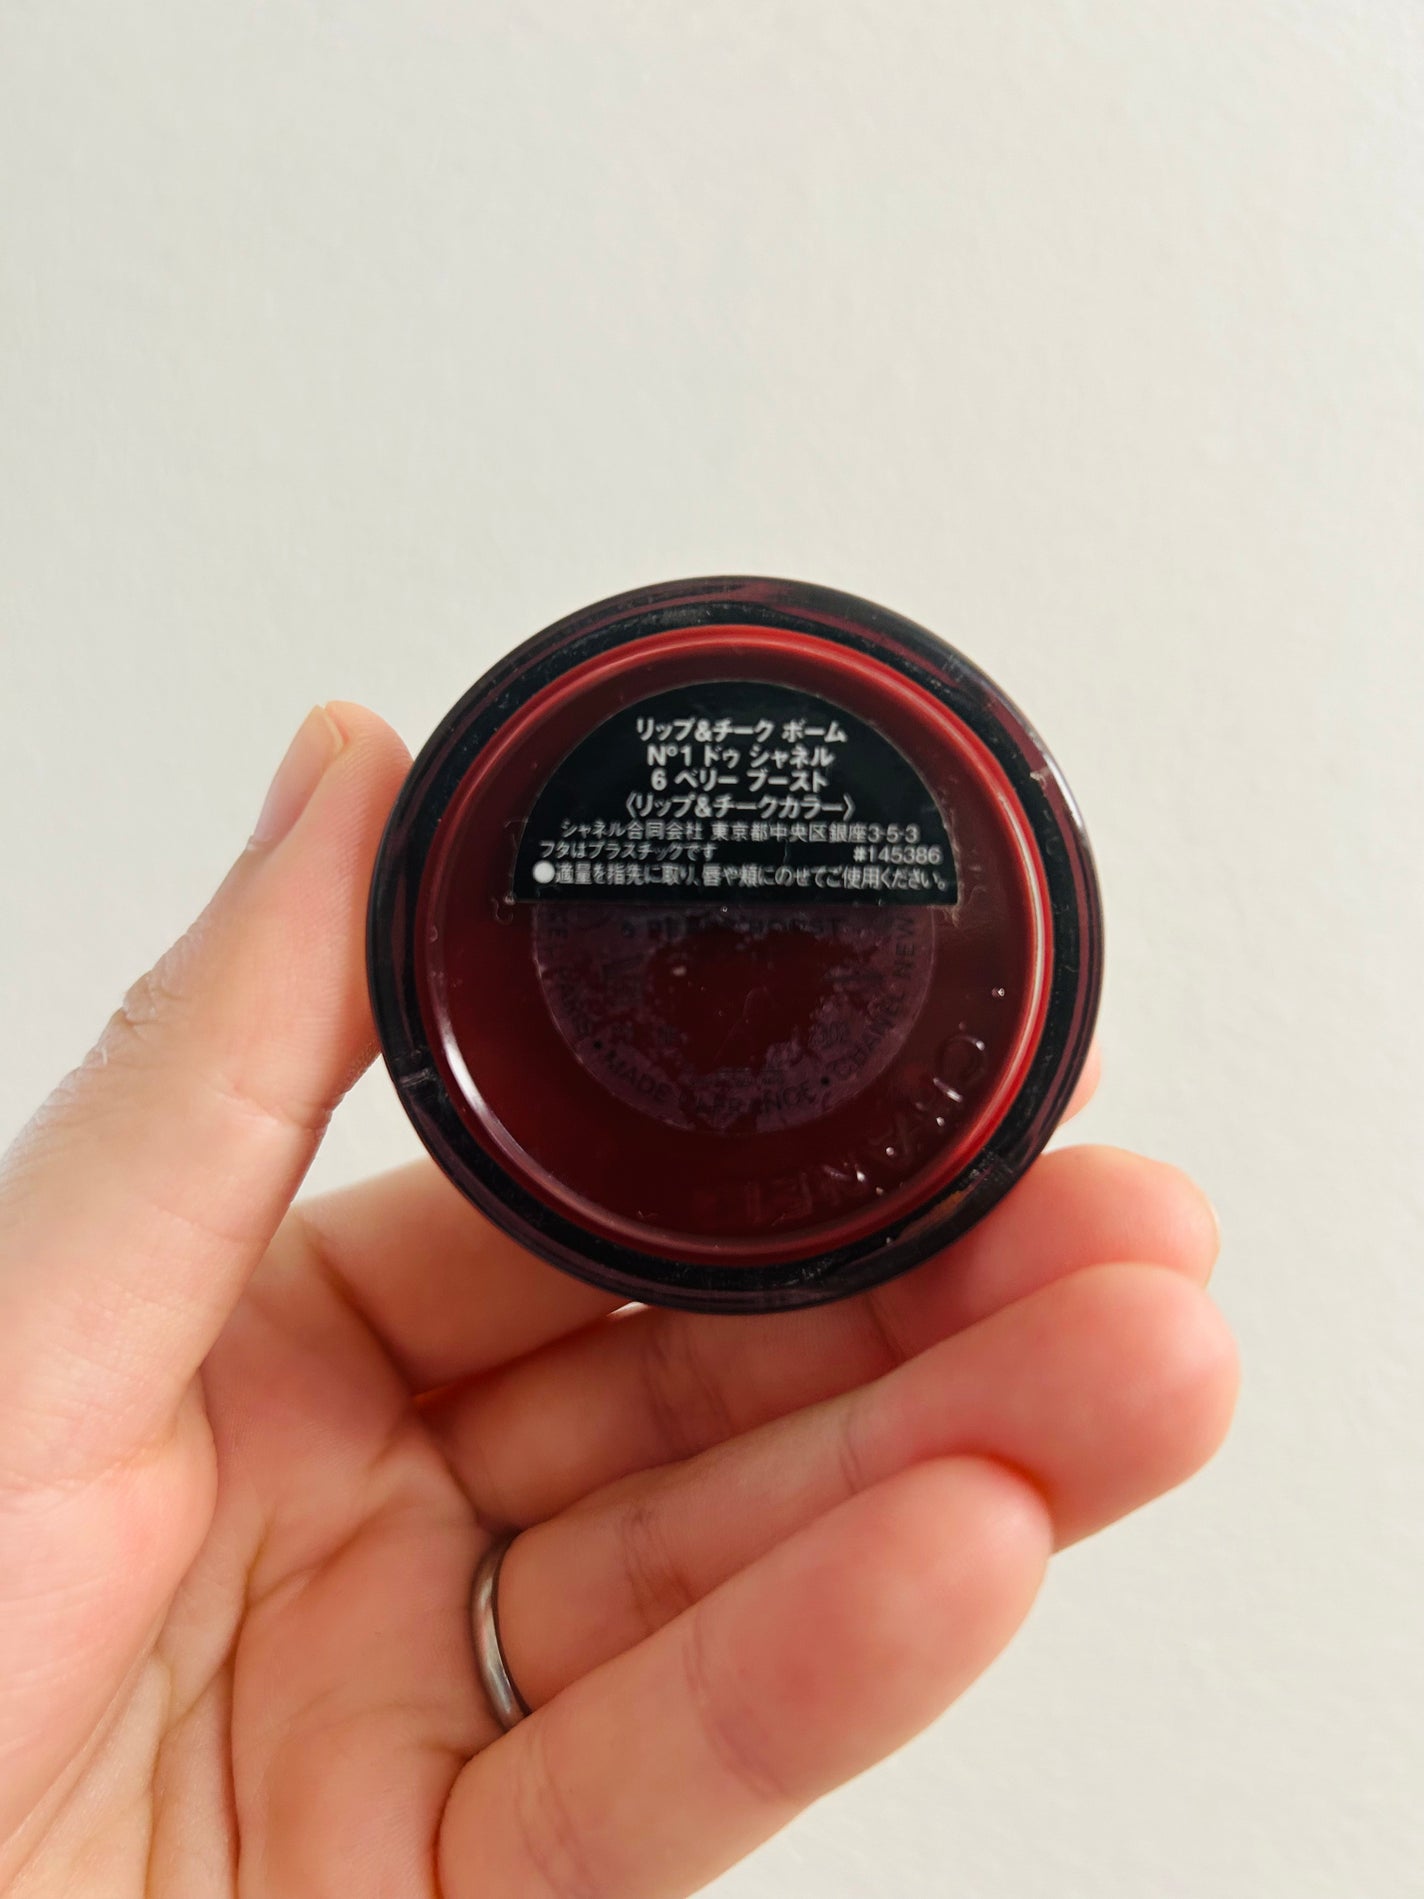 リップ&チーク ボーム
N°1 ドゥ シャネル
6 ベリー ブースト
〈リップ&チークカラー〉
シャネル合同会社 東京都中央区銀座3-5-3
フタはプラスチックです #145386
●適量を指先に取り、唇や頬にのせてご使用ください。
MADE FRANCE • CHANEL NEW
CHANEL